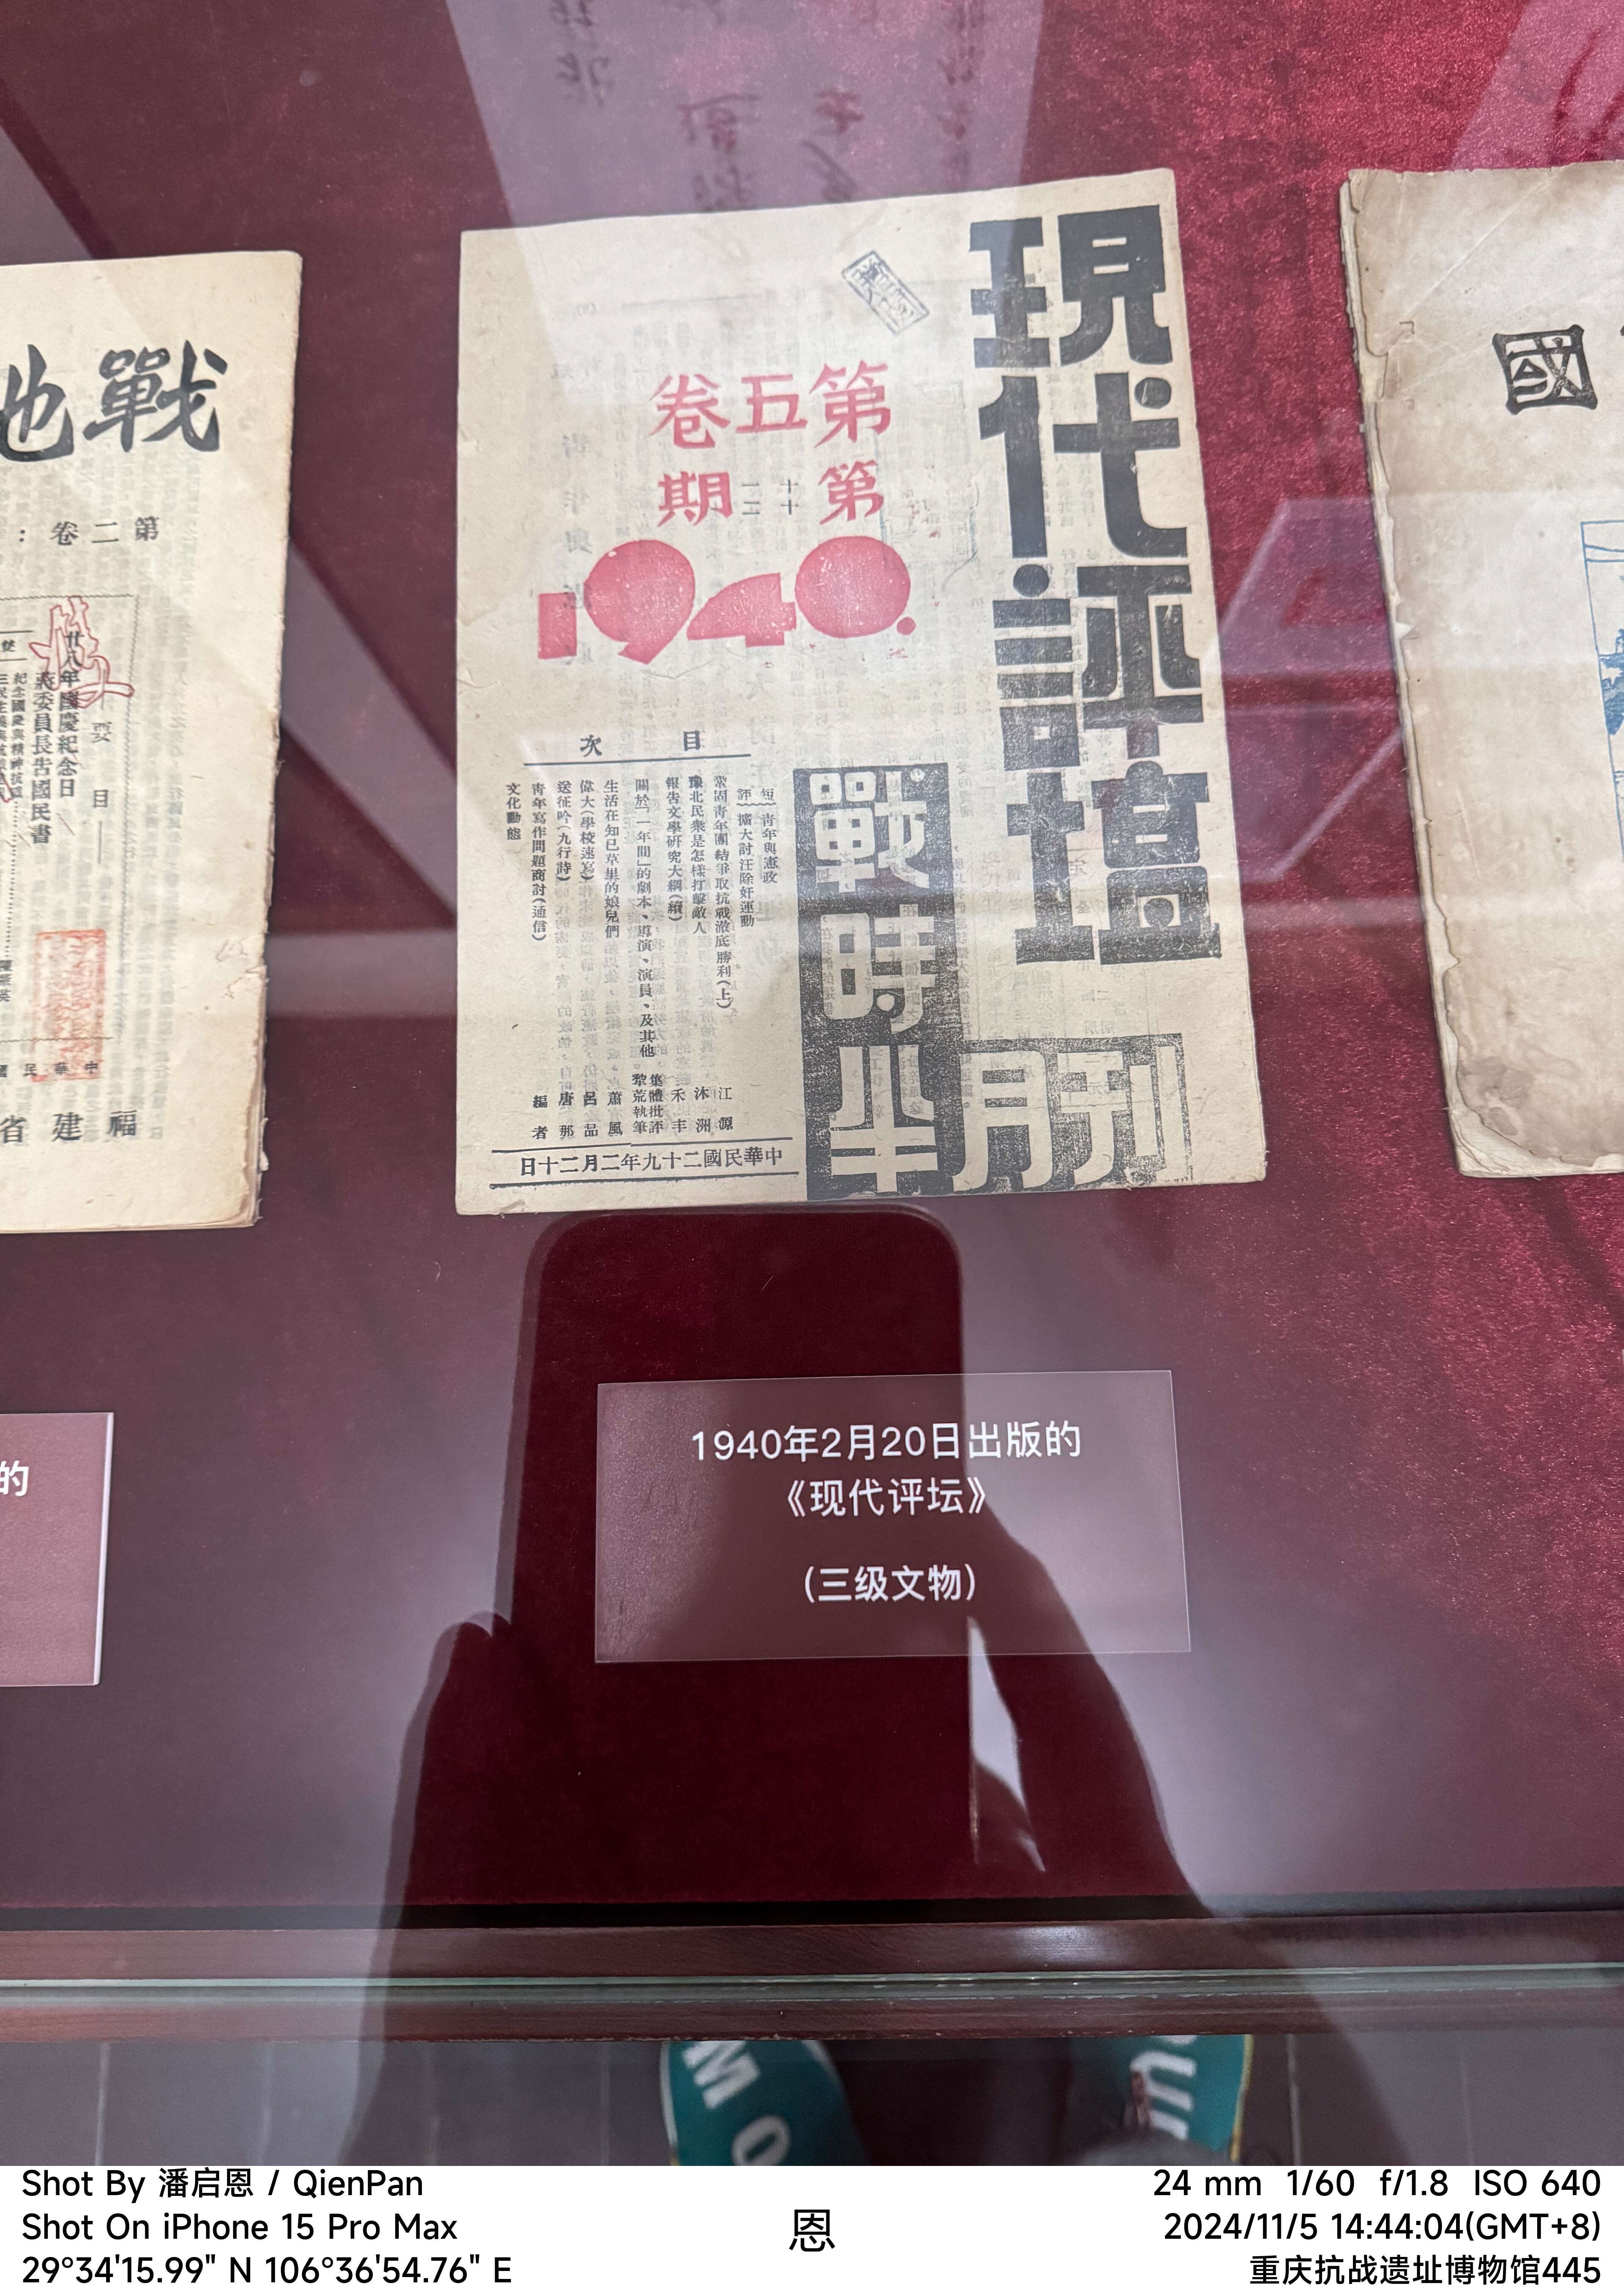 戰地
第二卷：
要目
廿八年國慶紀念日
蔣委員長告國民書
中華民國
福建省
現代評壇
第五卷
第十十一二期
1940.
戰時半月刊
目次
短評
青年與憲政
擴大討汪除奸運動
鞏固青年團結爭取抗戰澈底勝利(上) 江源
豫北民衆是怎樣打擊敵人 沐洲
報告文學研究大綱(續) 禾丰
關於「一年間」的劇本、導演、演員、及其他 集體批評 犂荒執筆
生活在知己草里的娘兒們 蕭風
偉大(學校速寫) 呂品
送征吟(九行詩) 唐那
青年寫作問題商討(通信) 編者
文化動態
中華民國二十九年二月二十日
國
的
1940年2月20日出版的
《现代评坛》
(三级文物)
Shot By 潘启恩 / QienPan
Shot On iPhone 15 Pro Max
29°34'15.99" N 106°36'54.76" E
恩
24 mm 1/60 f/1.8 ISO 640
2024/11/5 14:44:04(GMT+8)
重庆抗战遗址博物馆445